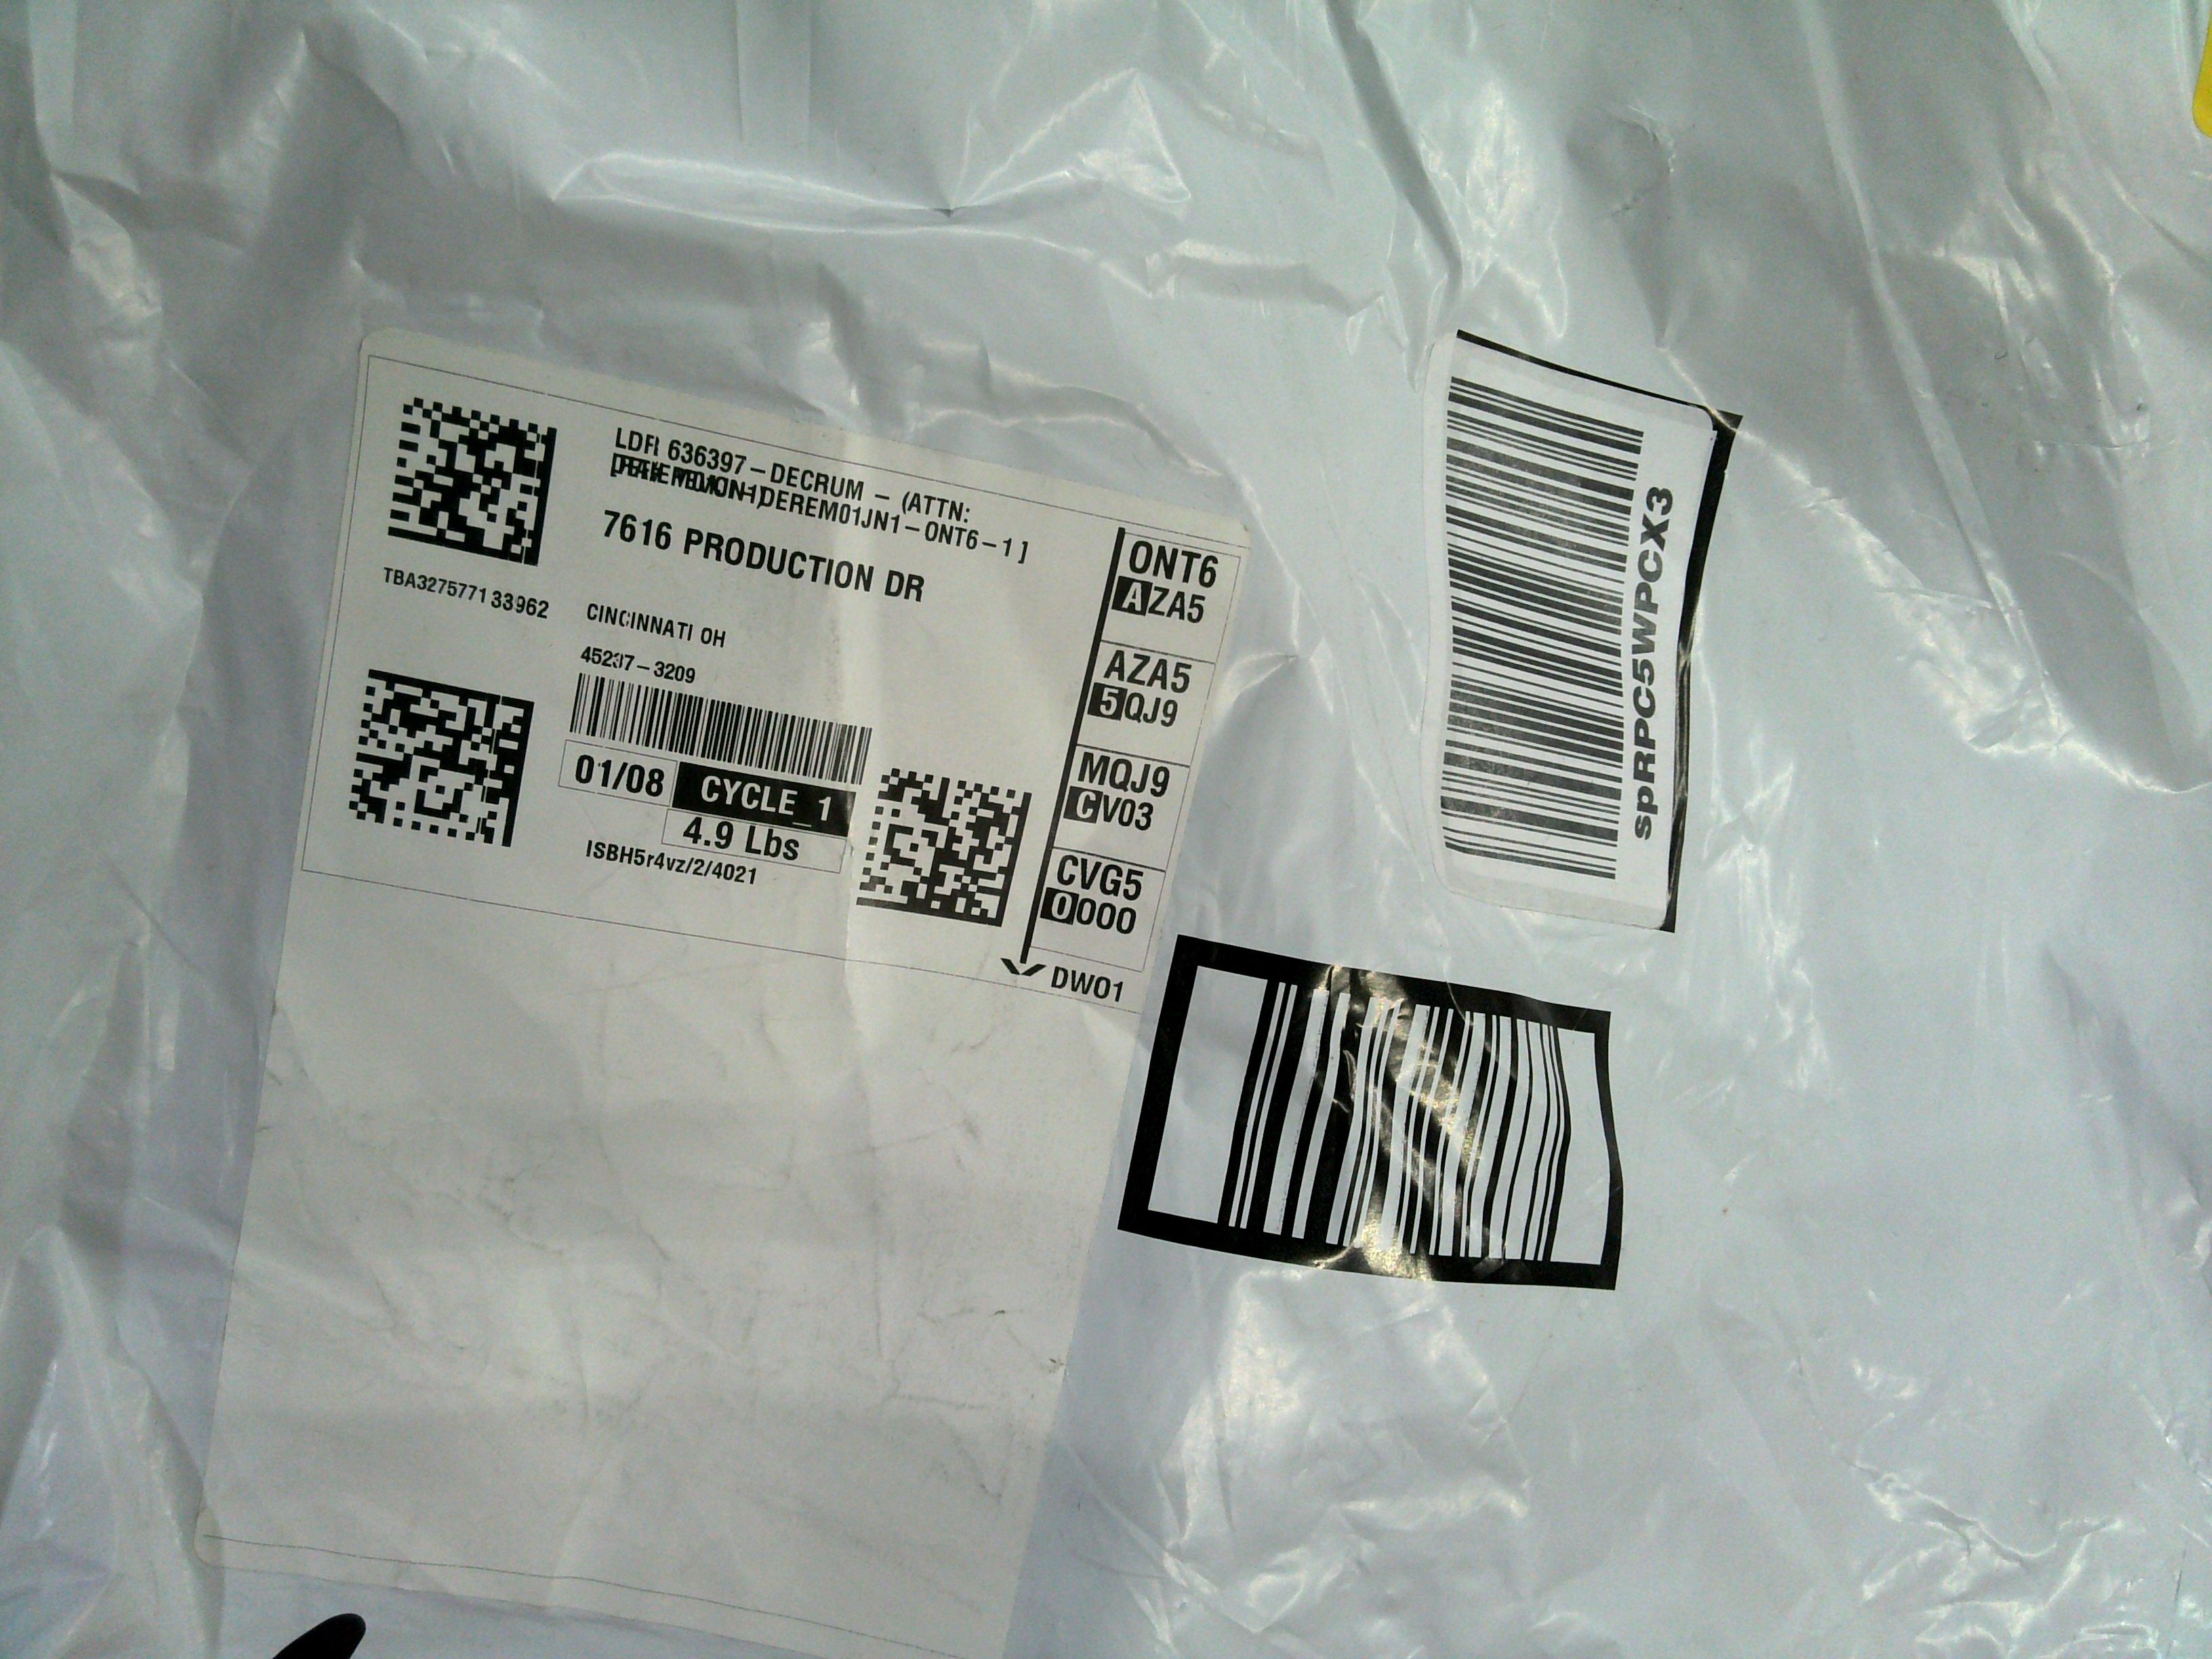 LDR 636397-DECRUM - (ATTN:
DEREM01JN1-ONT6-1]
7616 PRODUCTION DR
TBA327577133962
CINCINNATI OH
45237-3209
01/08 CYCLE_1
4.9 Lbs
ISBH5r4vz/2/4021
ONT6
AZA5
AZA5
5QJ9
MQJ9
CV03
CVG5
0000
DW01
spRPC5WPCX3